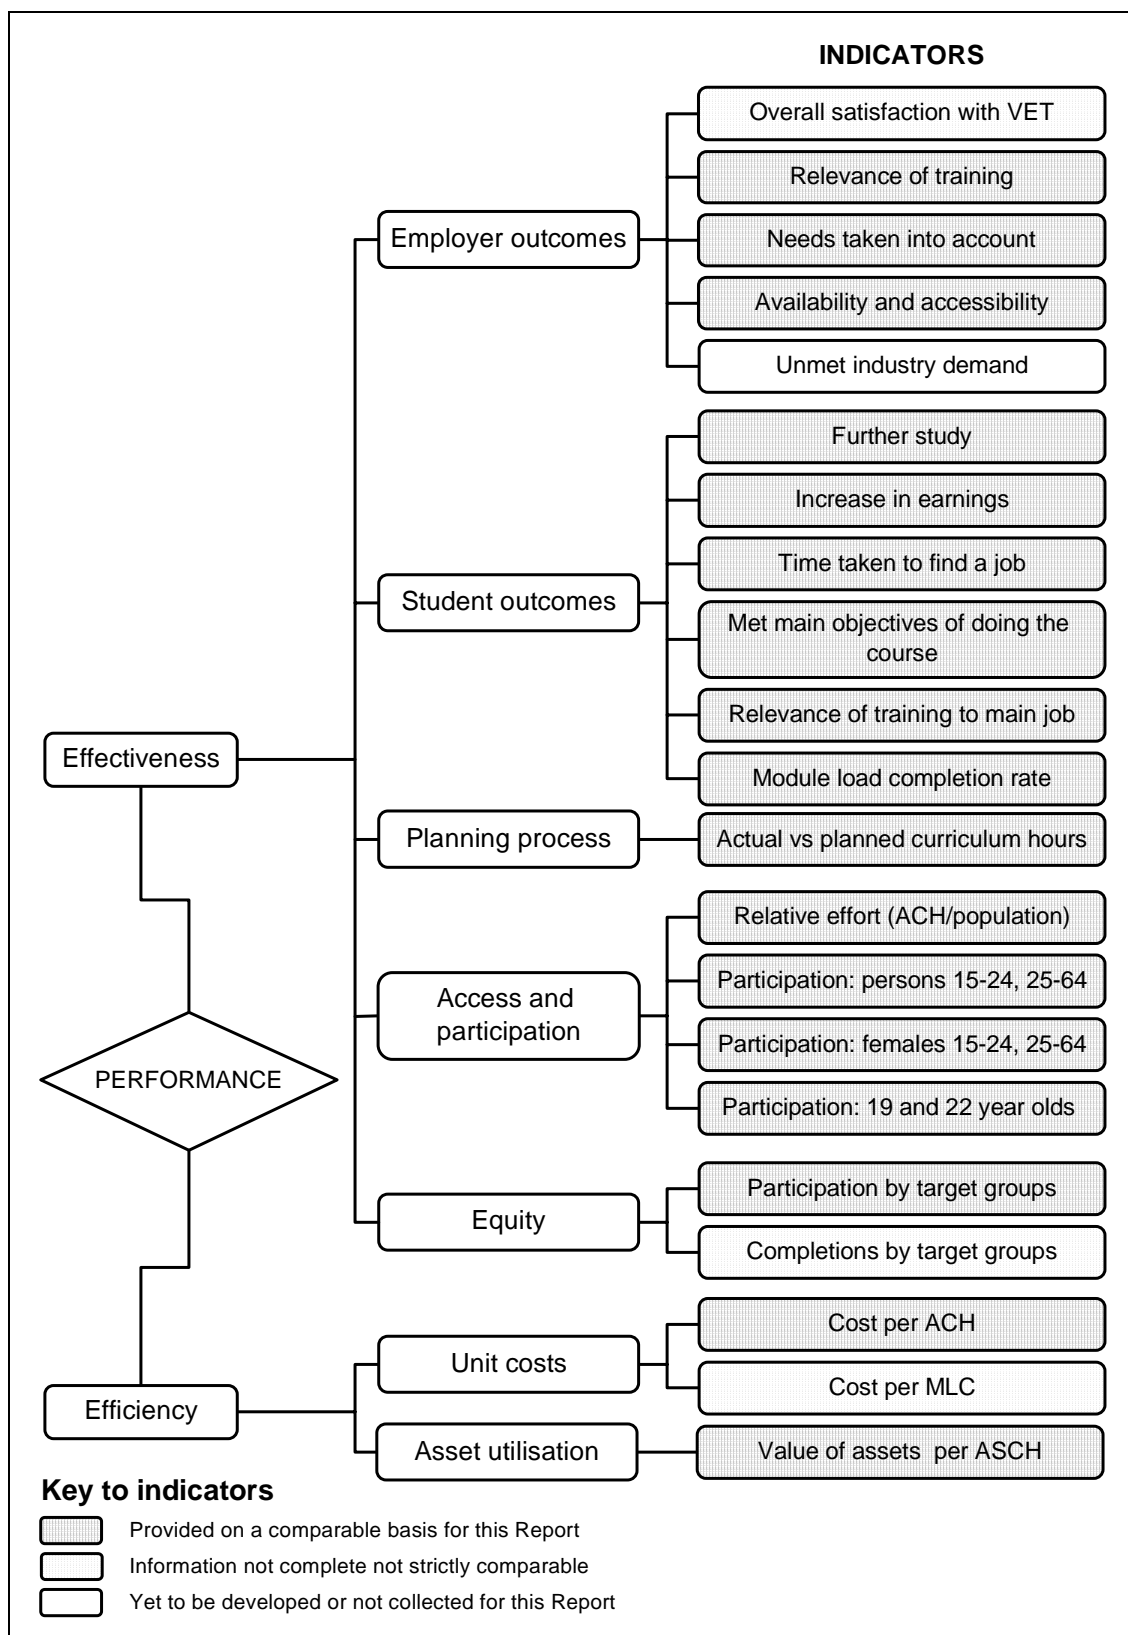 INDICATORS
Overall satisfaction with VET
Relevance of training
Employer outcomes
Needs taken into account
Availability and accessibility
Unmet industry demand
Further study
Increase in earnings
Time taken to find a job
Student outcomes
Met main objectives of doing the
course
Relevance of training to main job
Effectiveness
Module load completion rate
Planning process
Actual vs planned curriculum hours
Relative effort (ACH/population)
Access and
participation
Participation: persons 15-24, 25-64
Participation: females 15-24, 25-64
PERFORMANCE
Participation: 19 and 22 year olds
Equity
Participation by target groups
Completions by target groups
Cost per ACH
Unit costs
Cost per MLC
Efficiency
Asset utilisation
Value of assets per ASCH
Key to indicators
Provided on a comparable basis for this Report
Information not complete not strictly comparable
Yet to be developed or not collected for this Report